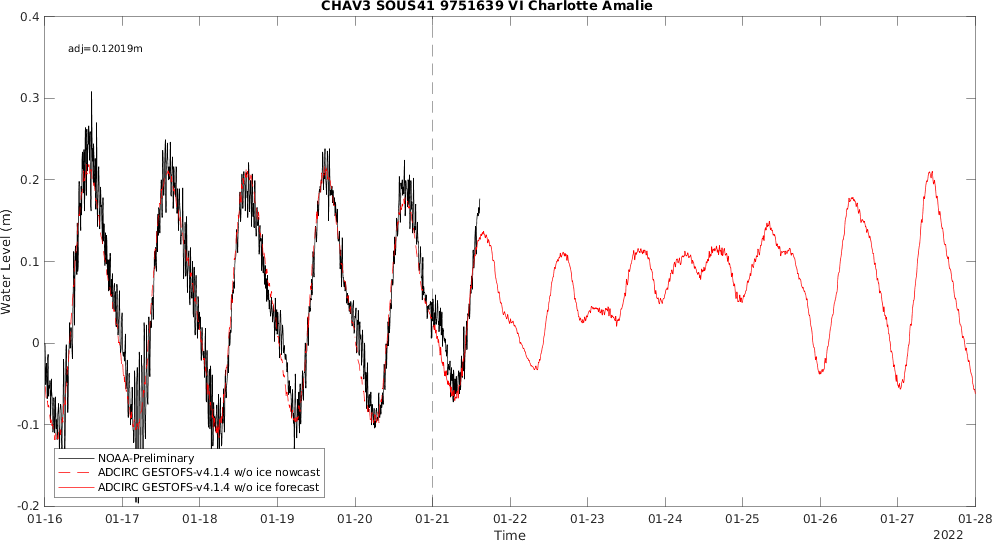 CHAV3 SOUS41 9751639 VI Charlotte Amalie
0.4
adj=0.12019m
0.3
0.2
0.1
0
-0.1
-0.2
Water Level (m)
NOAA-Preliminary
ADCIRC GESTOFS-v4.1.4 w/o ice nowcast
ADCIRC GESTOFS-v4.1.4 w/o ice forecast
01-16 01-17 01-18 01-19 01-20 01-21 01-22 01-23 01-24 01-25 01-26 01-27 01-28
Time
2022